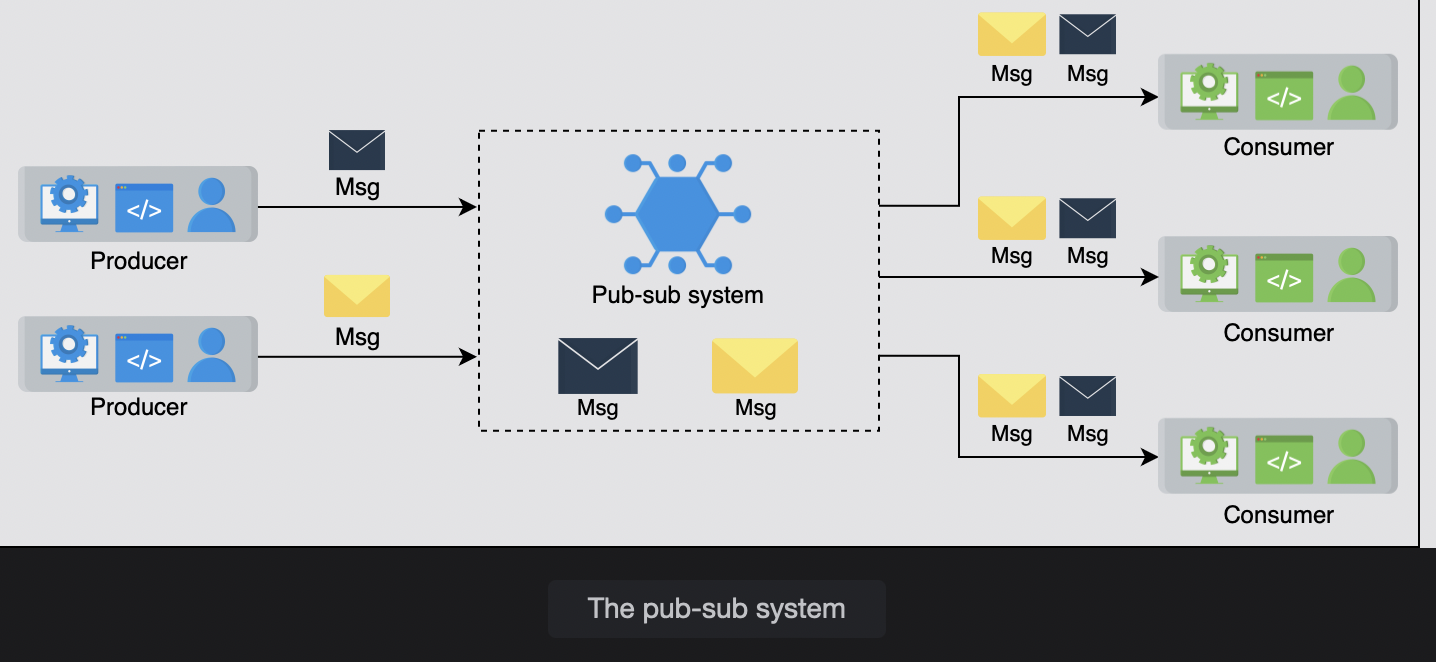 Msg
Producer
</>
Msg
Producer
</>
Pub-sub system
Msg
Msg
Msg
Msg
</>
Consumer
Msg
Msg
</>
Consumer
Msg
Msg
</>
Consumer
The pub-sub system